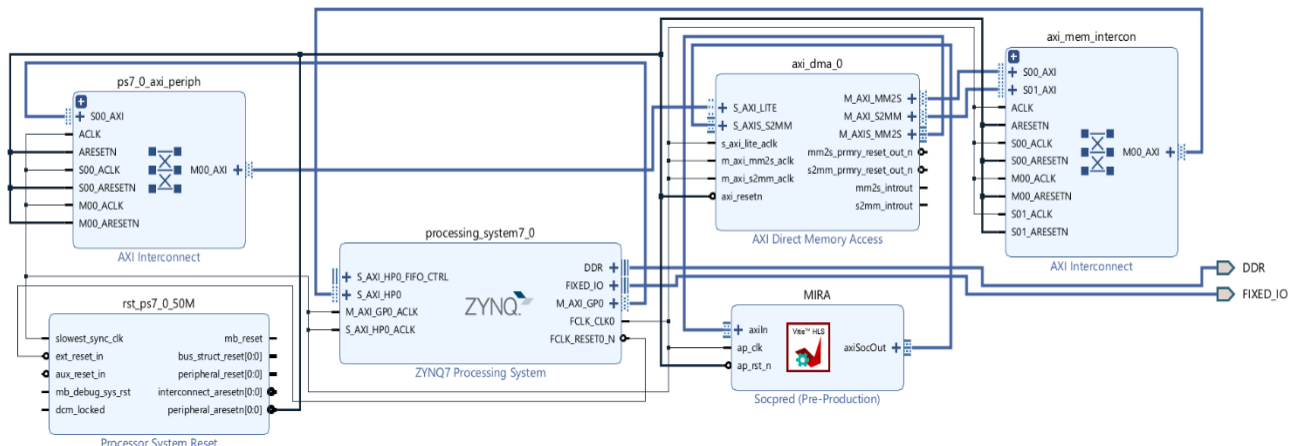 ps7_0_axi_periph
S00_AXI
ACLK
ARESETN
S00_ACLK
S00_ARESETN
M00_ACLK
M00_ARESETN
M00_AXI
AXI Interconnect
rst_ps7_0_50M
slowest_sync_clk
ext_reset_in
aux_reset_in
mb_debug_sys_rst
dcm_locked
mb_reset
bus_struct_reset[0:0]
peripheral_reset[0:0]
interconnect_aresetn[0:0]
peripheral_aresetn[0:0]
Processor System Reset
processing_system7_0
S_AXI_HP0_FIFO_CTRL
S_AXI_HP0
M_AXI_GP0_ACLK
S_AXI_HP0_ACLK
ZYNQ
DDR
FIXED_IO
M_AXI_GP0
FCLK_CLK0
FCLK_RESET0_N
ZYNQ7 Processing System
axi_dma_0
S_AXI_LITE
S_AXIS_S2MM
s_axi_lite_aclk
m_axi_mm2s_aclk
m_axi_s2mm_aclk
axi_resetn
M_AXI_MM2S
M_AXI_S2MM
M_AXIS_MM2S
mm2s_prmry_reset_out_n
s2mm_prmry_reset_out_n
mm2s_introut
s2mm_introut
AXI Direct Memory Access
MIRA
axiIn
ap_clk
ap_rst_n
Vitis™ HLS
axiSocOut
Socpred (Pre-Production)
axi_mem_intercon
S00_AXI
S01_AXI
ACLK
ARESETN
S00_ACLK
S00_ARESETN
M00_ACLK
M00_ARESETN
S01_ACLK
S01_ARESETN
M00_AXI
AXI Interconnect
DDR
FIXED_IO